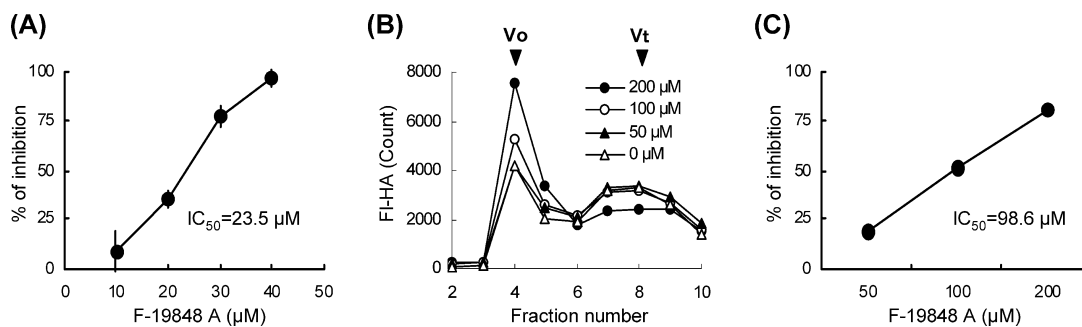 (A)
% of inhibition
100
75
50
25
0
IC50=23.5 µM
0 10 20 30 40 50
F-19848 A (µM)
(B)
Vo Vt
FI-HA (Count)
8000
6000
4000
2000
0
200 µM
100 µM
50 µM
0 µM
2 4 6 8 10
Fraction number
(C)
% of inhibition
100
75
50
25
0
IC50=98.6 µM
50 100 200
F-19848 A (µM)